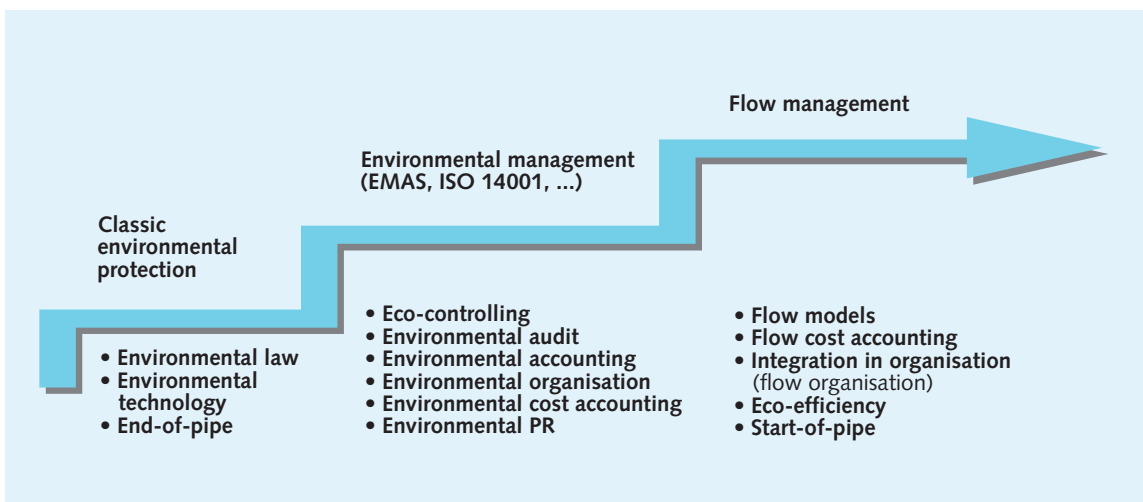 Flow management
Environmental management
(EMAS, ISO 14001, ...)
Classic
environmental
protection
• Environmental law
• Environmental
technology
• End-of-pipe
• Eco-controlling
• Environmental audit
• Environmental accounting
• Environmental organisation
• Environmental cost accounting
• Environmental PR
• Flow models
• Flow cost accounting
• Integration in organisation
(flow organisation)
• Eco-efficiency
• Start-of-pipe